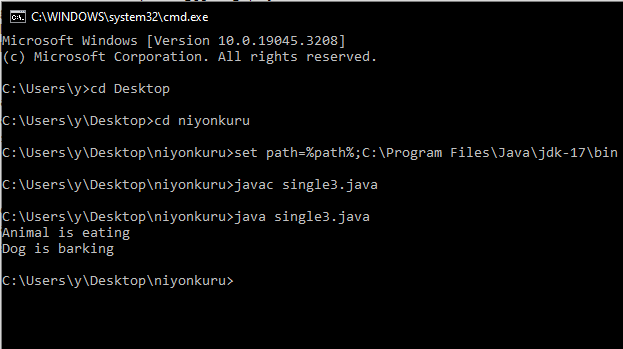 C:\WINDOWS\system32\cmd.exe
Microsoft Windows [Version 10.0.19045.3208]
(c) Microsoft Corporation. All rights reserved.
C:\Users\y>cd Desktop
C:\Users\y\Desktop>cd niyonkuru
C:\Users\y\Desktop\niyonkuru>set path=%path%;C:\Program Files\Java\jdk-17\bin
C:\Users\y\Desktop\niyonkuru>javac single3.java
C:\Users\y\Desktop\niyonkuru>java single3.java
Animal is eating
Dog is barking
C:\Users\y\Desktop\niyonkuru>